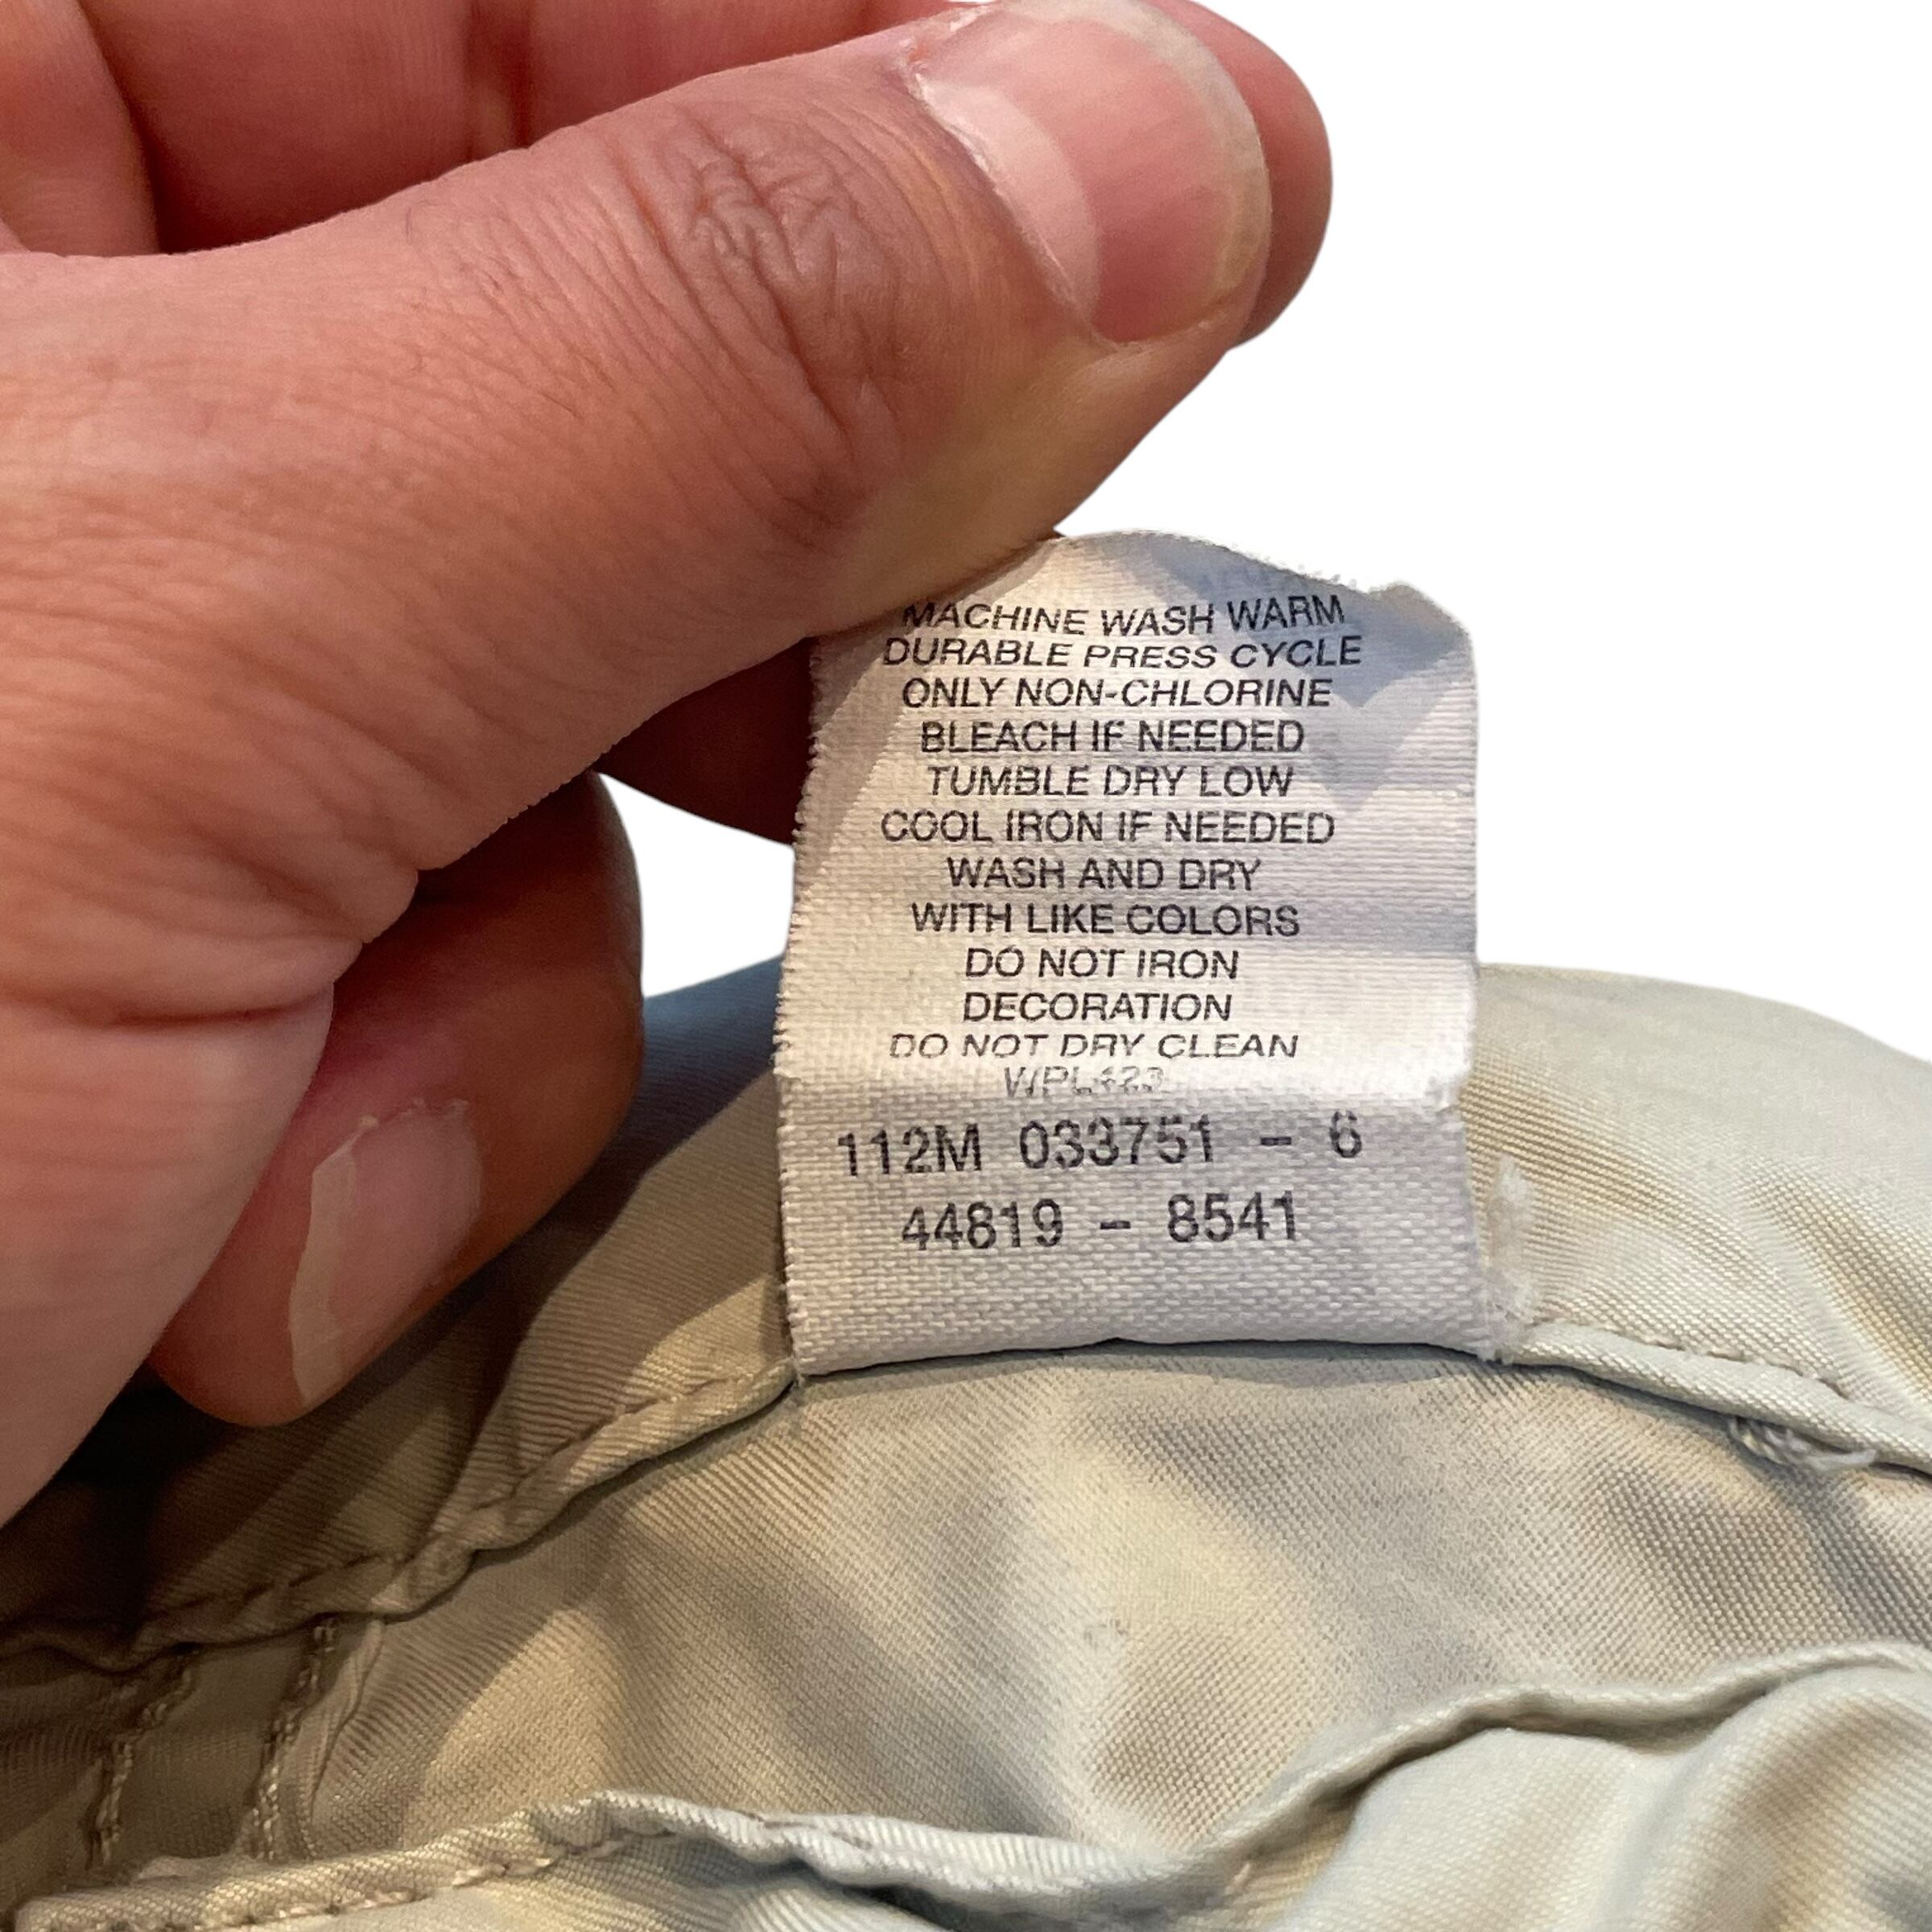 MACHINE WASH WARM
DURABLE PRESS CYCLE
ONLY NON-CHLORINE
BLEACH IF NEEDED
TUMBLE DRY LOW
COOL IRON IF NEEDED
WASH AND DRY
WITH LIKE COLORS
DO NOT IRON
DECORATION
DO NOT DRY CLEAN
112M 033751 - 6
44819 - 8541